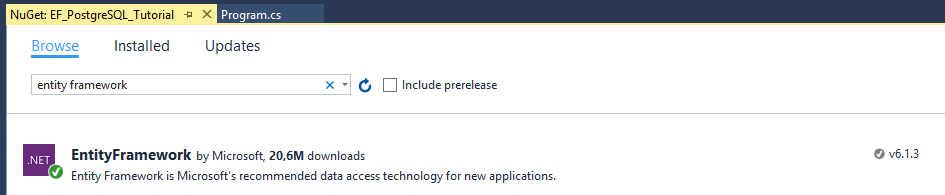 NuGet: EF_PostgreSQL_Tutorial Program.cs
Browse Installed Updates
entity framework Include prerelease
.NET EntityFramework by Microsoft, 20,6M downloads v6.1.3
Entity Framework is Microsoft's recommended data access technology for new applications.